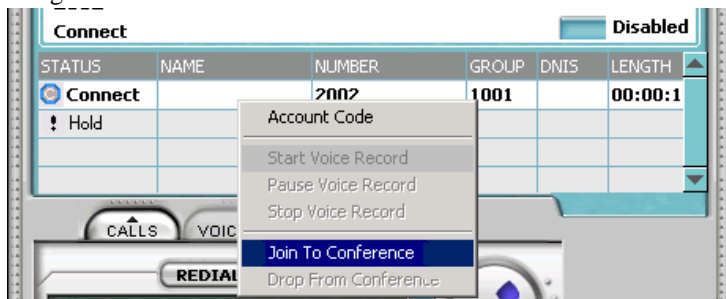 Connect
Disabled
STATUS NAME NUMBER GROUP DNIS LENGTH
Connect 2002 1001 00:00:1
! Hold
Account Code
Start Voice Record
Pause Voice Record
Stop Voice Record
CALLS VOIC
Join To Conference
REDIAL
Drop From Conference